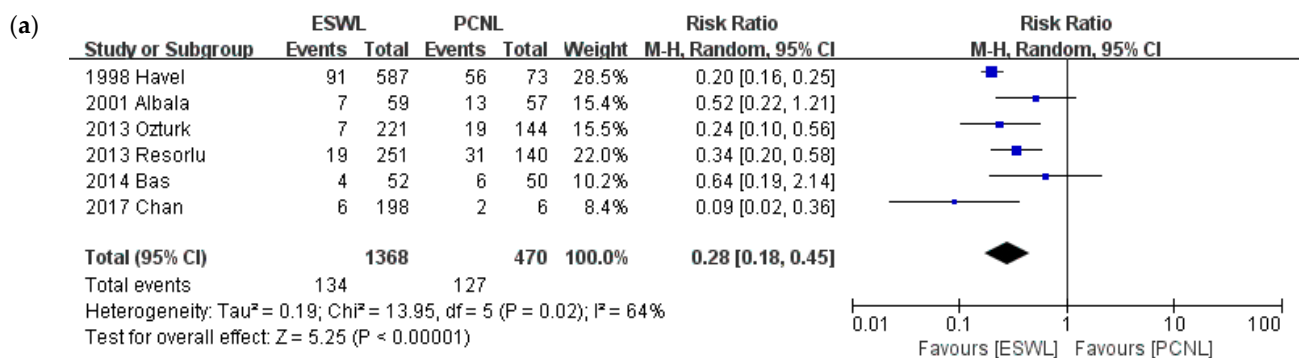 (a)
ESWL PCNL Risk Ratio Risk Ratio
Study or Subgroup Events Total Events Total Weight M-H, Random, 95% CI M-H, Random, 95% CI
1998 Havel 91 587 56 73 28.5% 0.20 [0.16, 0.25]
2001 Albala 7 59 13 57 15.4% 0.52 [0.22, 1.21]
2013 Ozturk 7 221 19 144 15.5% 0.24 [0.10, 0.56]
2013 Resorlu 19 251 31 140 22.0% 0.34 [0.20, 0.58]
2014 Bas 4 52 6 50 10.2% 0.64 [0.19, 2.14]
2017 Chan 6 198 2 6 8.4% 0.09 [0.02, 0.36]
Total (95% CI) 1368 470 100.0% 0.28 [0.18, 0.45]
Total events 134 127
Heterogeneity: Tau² = 0.19; Chi² = 13.95, df = 5 (P = 0.02); I² = 64%
Test for overall effect: Z = 5.25 (P < 0.00001)
0.01 0.1 1 10 100
Favours [ESWL] Favours [PCNL]